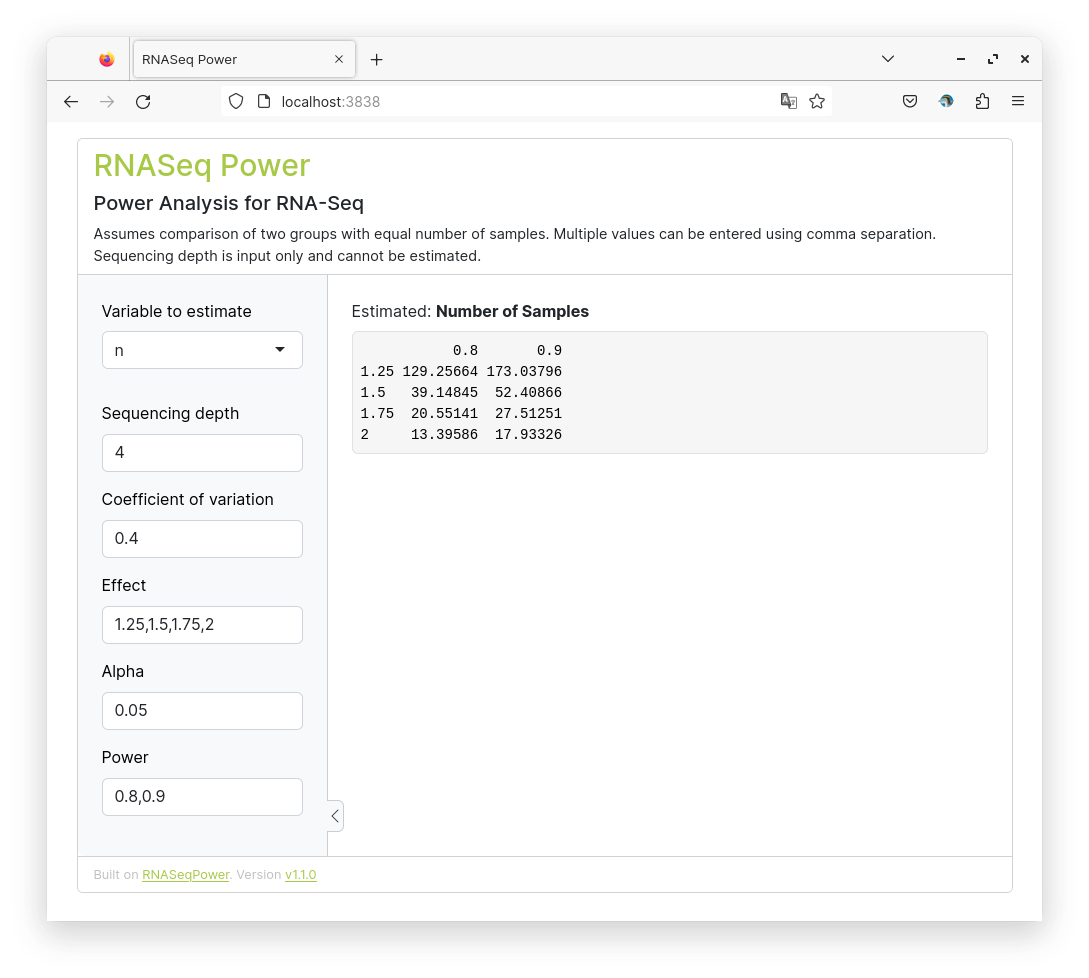 RNASeq Power
localhost:3838
RNASeq Power
Power Analysis for RNA-Seq
Assumes comparison of two groups with equal number of samples. Multiple values can be entered using comma separation.
Sequencing depth is input only and cannot be estimated.
Variable to estimate
n
Sequencing depth
4
Coefficient of variation
0.4
Effect
1.25,1.5,1.75,2
Alpha
0.05
Power
0.8,0.9
Estimated: Number of Samples
0.8 0.9
1.25 129.25664 173.03796
1.5 39.14845 52.40866
1.75 20.55141 27.51251
2 13.39586 17.93326
Built on RNASeqPower. Version v1.1.0